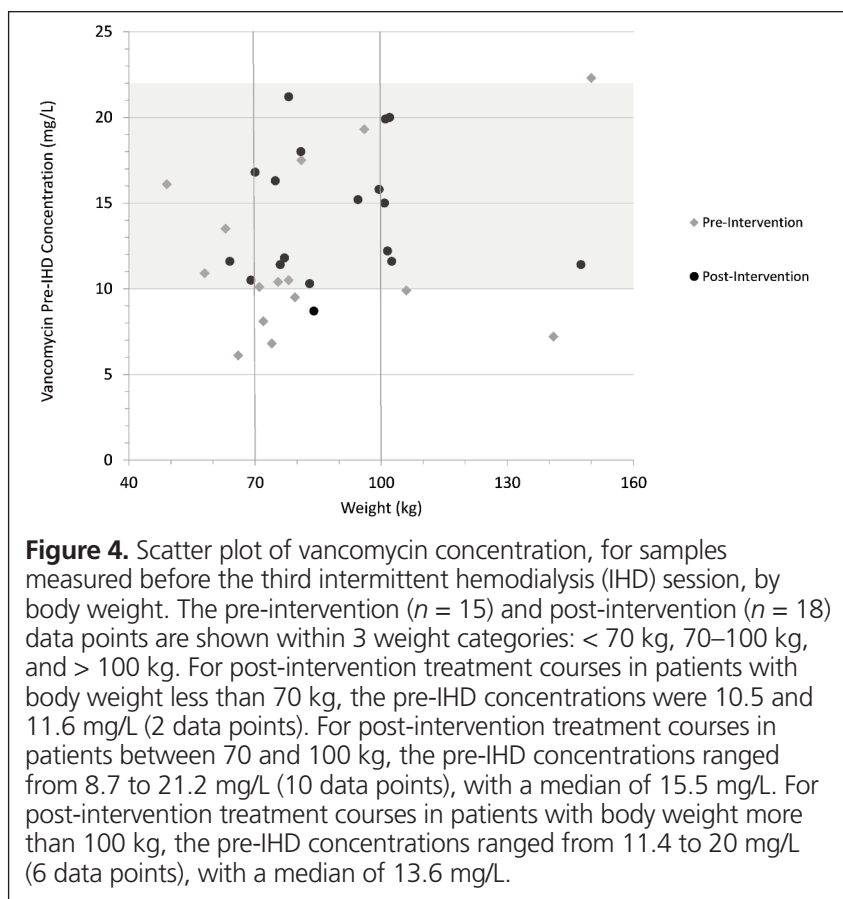 25
20
15
10
5
0
Vancomycin Pre-IHD Concentration (mg/L)
40 70 100 130 160
Weight (kg)
Pre-Intervention
Post-Intervention
Figure 4. Scatter plot of vancomycin concentration, for samples
measured before the third intermittent hemodialysis (IHD) session, by
body weight. The pre-intervention (n = 15) and post-intervention (n = 18)
data points are shown within 3 weight categories: < 70 kg, 70–100 kg,
and > 100 kg. For post-intervention treatment courses in patients with
body weight less than 70 kg, the pre-IHD concentrations were 10.5 and
11.6 mg/L (2 data points). For post-intervention treatment courses in
patients between 70 and 100 kg, the pre-IHD concentrations ranged
from 8.7 to 21.2 mg/L (10 data points), with a median of 15.5 mg/L. For
post-intervention treatment courses in patients with body weight more
than 100 kg, the pre-IHD concentrations ranged from 11.4 to 20 mg/L
(6 data points), with a median of 13.6 mg/L.